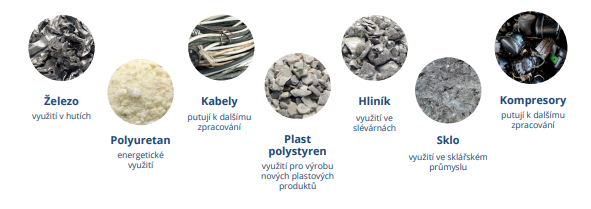 Železo
využití v hutích
Polyuretan
energetické
využití
Kabely
putují k dalšímu
zpracování
Plast
polystyren
využití pro výrobu
nových plastových
produktů
Hliník
využití ve
slévárnách
Sklo
využití ve sklářském
průmyslu
Kompresory
putují k dalšímu
zpracování